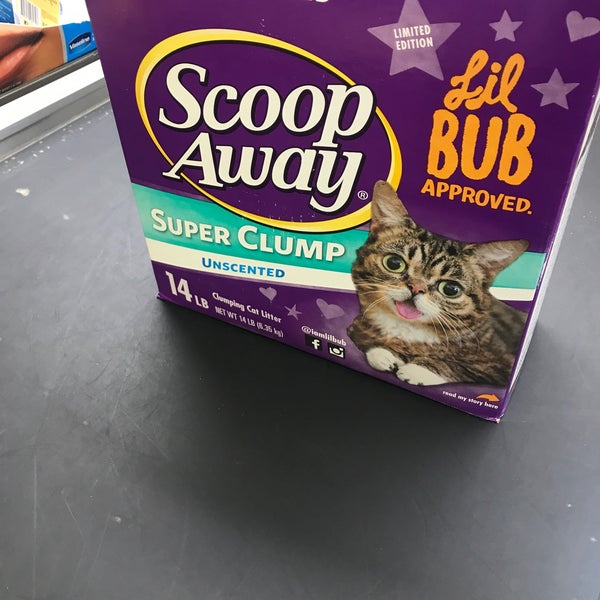 Vaseline
LIMITED
EDITION
Lil
BUB
APPROVED.
Scoop
Away®
SUPER CLUMP
UNSCENTED
14 LB
Clumping Cat Litter
NET WT 14 LB (6.35 kg)
@iamlilbub
f
read my story here